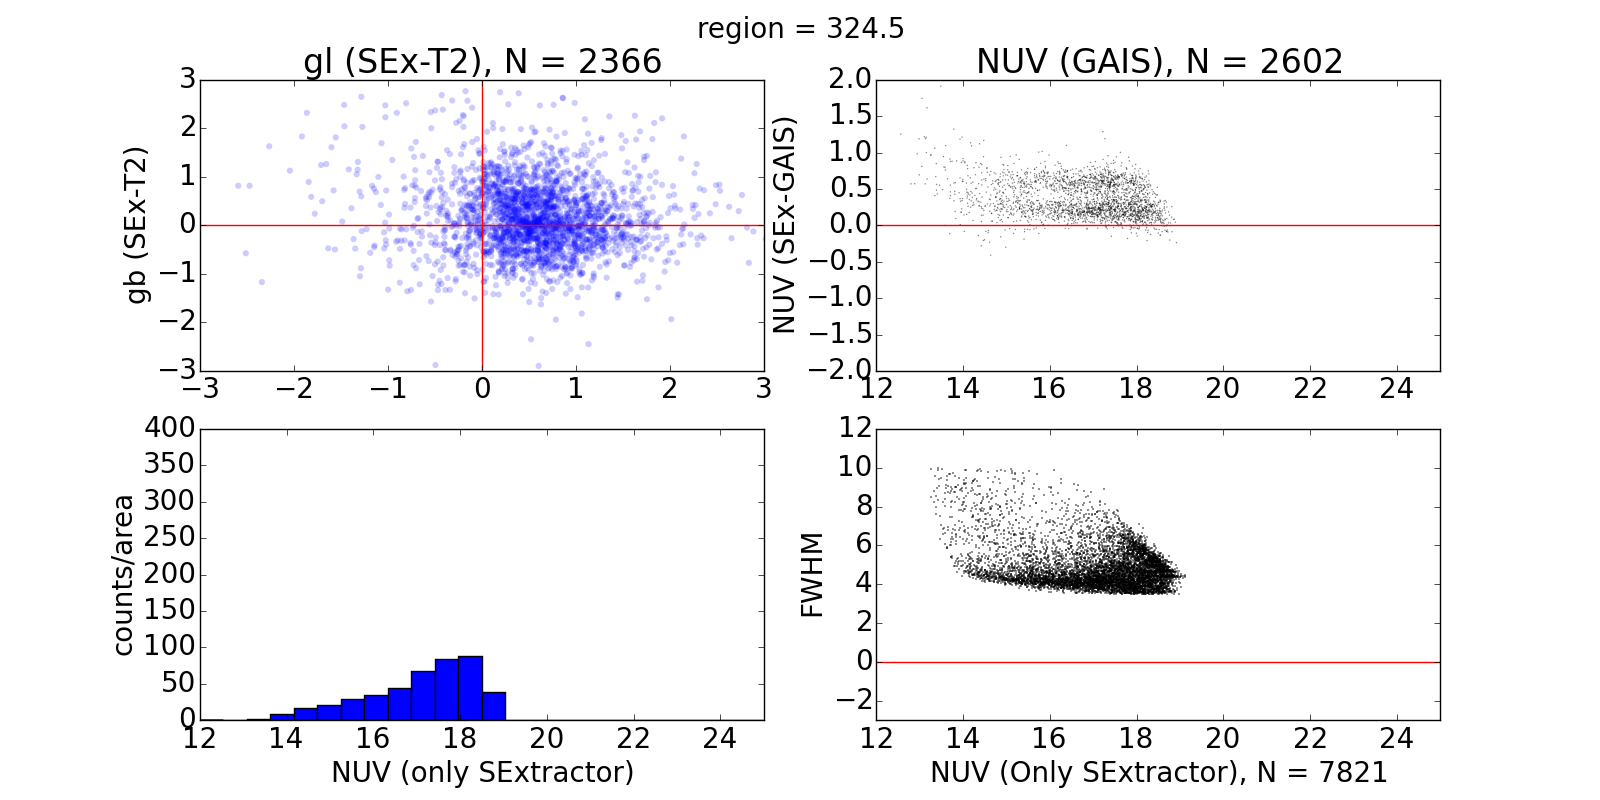 region = 324.5
gl (SEx-T2), N = 2366
3
2
1
0
−1
−2
−3
gb (SEx-T2)
−3 −2 −1 0 1 2 3
NUV (GAIS), N = 2602
2.0
1.5
1.0
0.5
0.0
−0.5
−1.0
−1.5
−2.0
NUV (SEx-GAIS)
12 14 16 18 20 22 24
400
350
300
250
200
150
100
50
0
counts/area
12 14 16 18 20 22 24
NUV (only SExtractor)
12
10
8
6
4
2
0
−2
FWHM
12 14 16 18 20 22 24
NUV (Only SExtractor), N = 7821